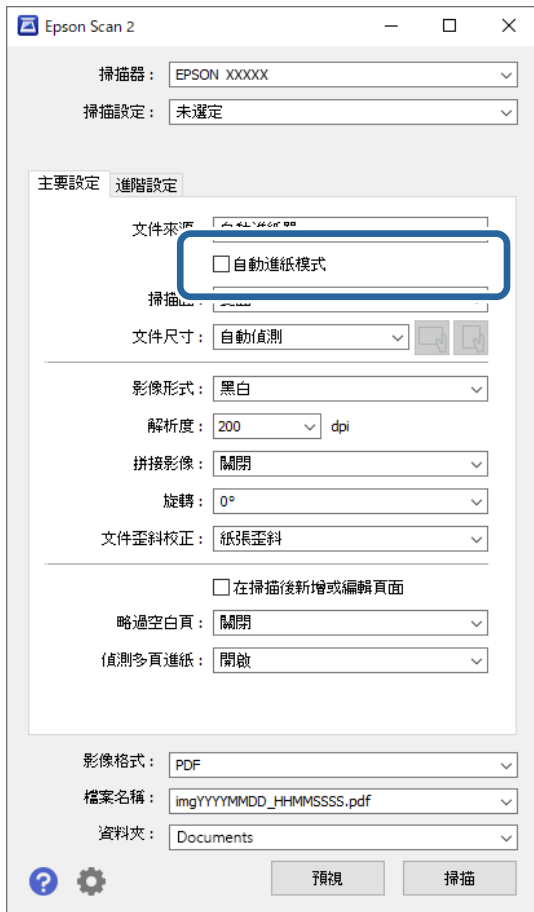 Epson Scan 2
掃描器: EPSON XXXXX
掃描設定: 未選定
主要設定 進階設定
文件來源
自動進紙模式
掃描面
文件尺寸: 自動偵測
影像形式: 黑白
解析度: 200 dpi
拼接影像: 關閉
旋轉: 0°
文件歪斜校正: 紙張歪斜
在掃描後新增或編輯頁面
略過空白頁: 關閉
偵測多頁進紙: 開啟
影像格式: PDF
檔案名稱: imgYYYYMMDD_HHMMSSSS.pdf
資料夾: Documents
?
預視 掃描